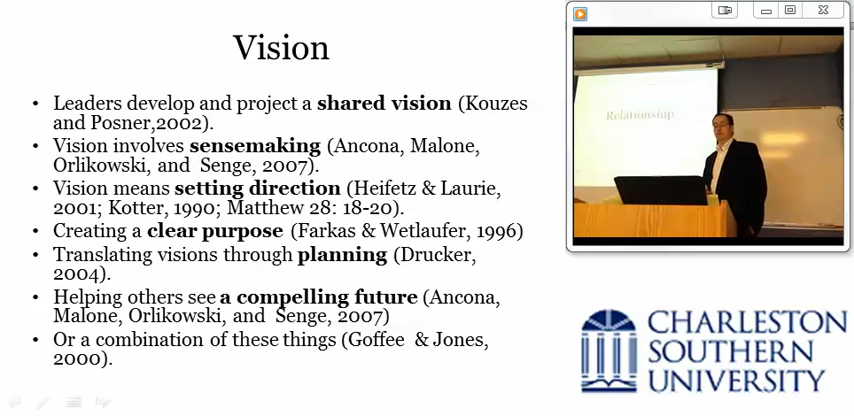 Vision
• Leaders develop and project a shared vision (Kouzes
and Posner,2002).
• Vision involves sensemaking (Ancona, Malone,
Orlikowski, and Senge, 2007).
• Vision means setting direction (Heifetz & Laurie,
2001; Kotter, 1990; Matthew 28: 18-20).
• Creating a clear purpose (Farkas & Wetlaufer, 1996)
• Translating visions through planning (Drucker,
2004).
• Helping others see a compelling future (Ancona,
Malone, Orlikowski, and Senge, 2007)
• Or a combination of these things (Goffee & Jones,
2000).
Relationship
CHARLESTON
SOUTHERN
UNIVERSITY